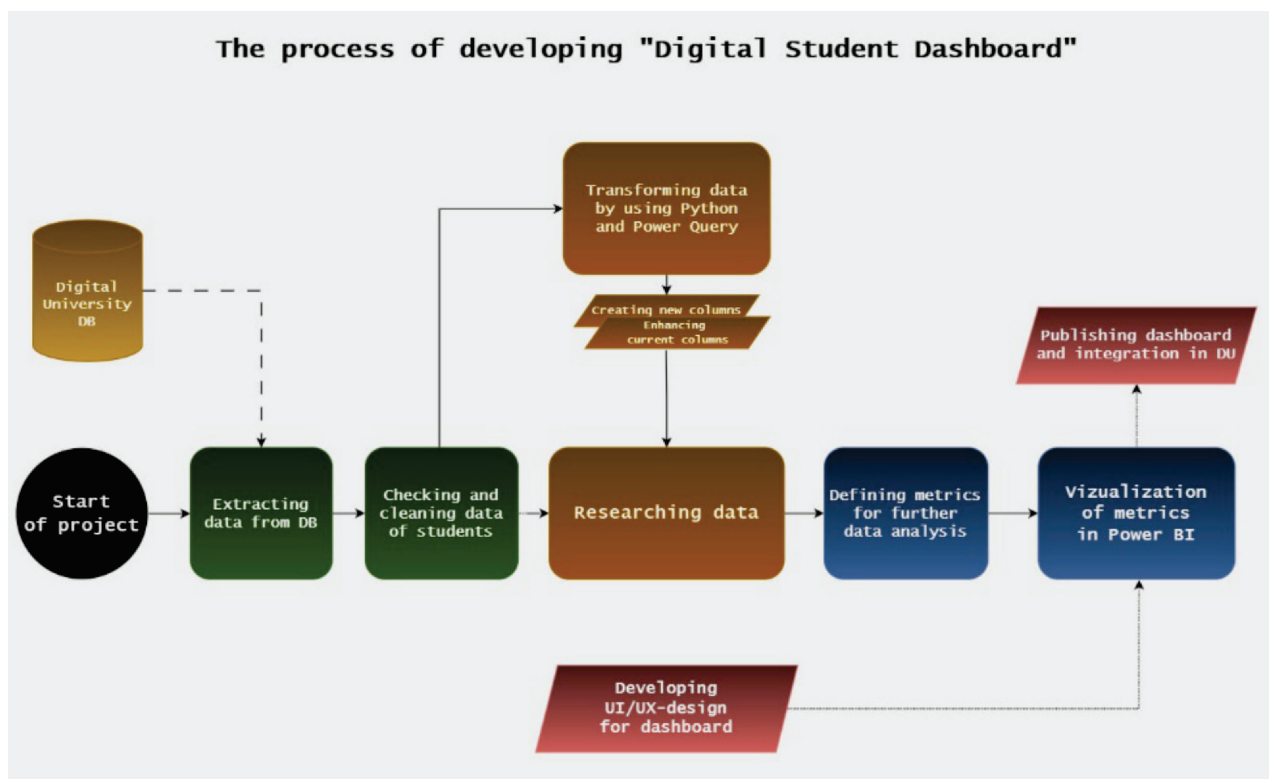 The process of developing "Digital Student Dashboard"
Transforming data
by using Python
and Power Query
Digital
University
DB
Creating new columns
Enhancing
current columns
Publishing dashboard
and integration in DU
Start
of project
Extracting
data from DB
Checking and
cleaning data
of students
Researching data
Defining metrics
for further
data analysis
Vizualization
of metrics
in Power BI
Developing
UI/UX-design
for dashboard